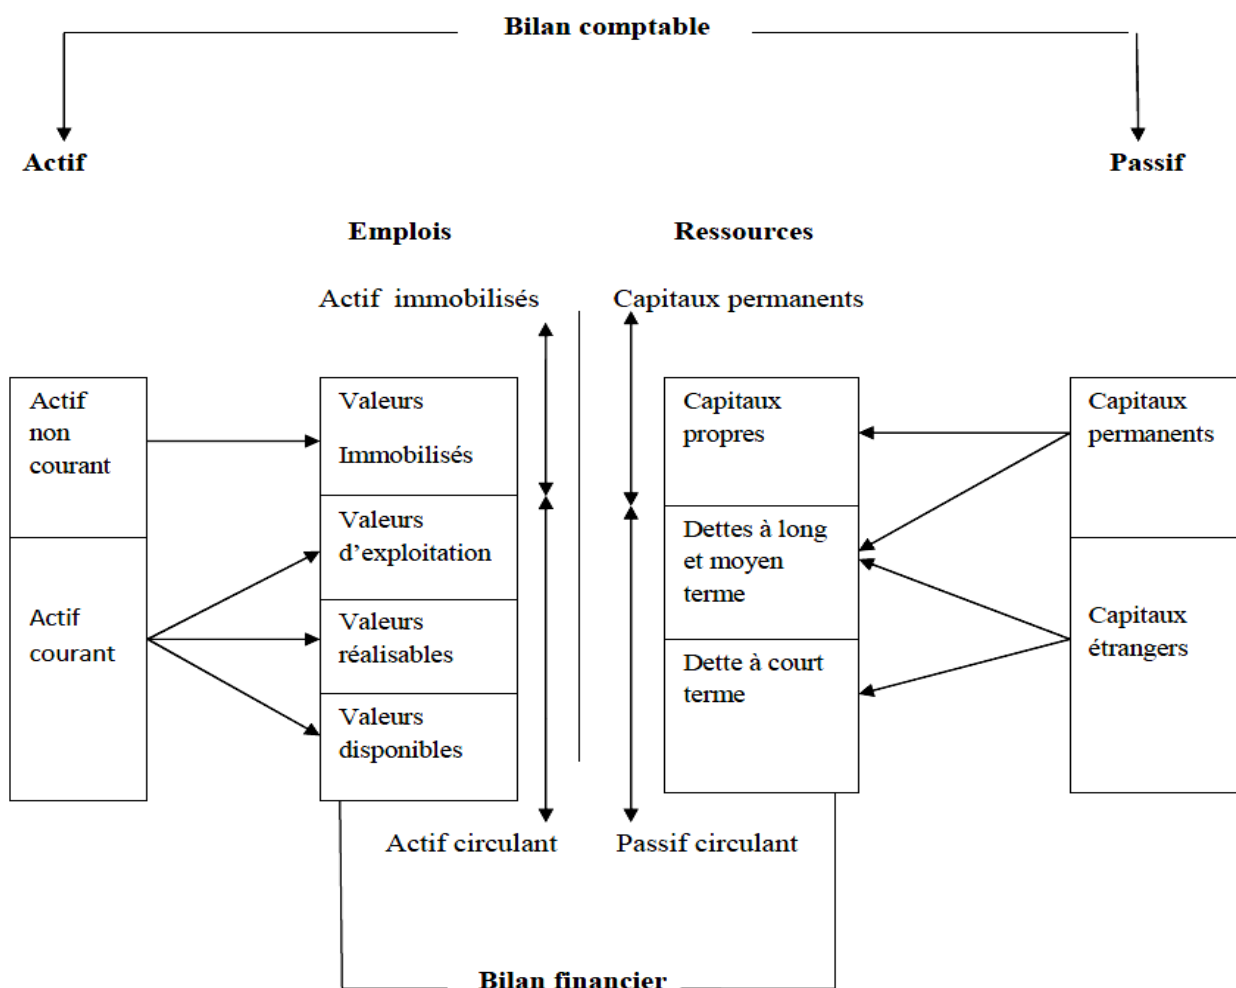 Bilan comptable
Actif
Passif
Emplois
Ressources
Actif immobilisés
Capitaux permanents
Actif
non
courant
Actif
courant
Valeurs
Immobilisés
Valeurs
d’exploitation
Valeurs
réalisables
Valeurs
disponibles
Capitaux
propres
Dettes à long
et moyen
terme
Dette à court
terme
Capitaux
permanents
Capitaux
étrangers
Actif circulant
Passif circulant
Bilan financier